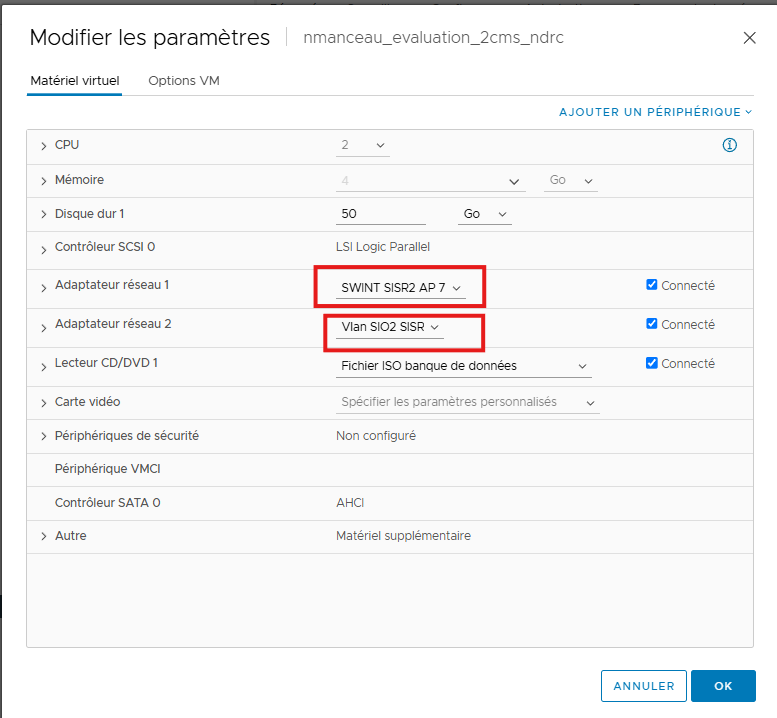 Modifier les paramètres | nmanceau_evaluation_2cms_ndrc
Matériel virtuel Options VM
AJOUTER UN PÉRIPHÉRIQUE
CPU 2
Mémoire 4 Go
Disque dur 1 50 Go
Contrôleur SCSI 0 LSI Logic Parallel
Adaptateur réseau 1 SWINT SISR2 AP 7 Connecté
Adaptateur réseau 2 Vlan SIO2 SISR Connecté
Lecteur CD/DVD 1 Fichier ISO banque de données Connecté
Carte vidéo Spécifier les paramètres personnalisés
Périphériques de sécurité Non configuré
Périphérique VMCI
Contrôleur SATA 0 AHCI
Autre Matériel supplémentaire
ANNULER OK